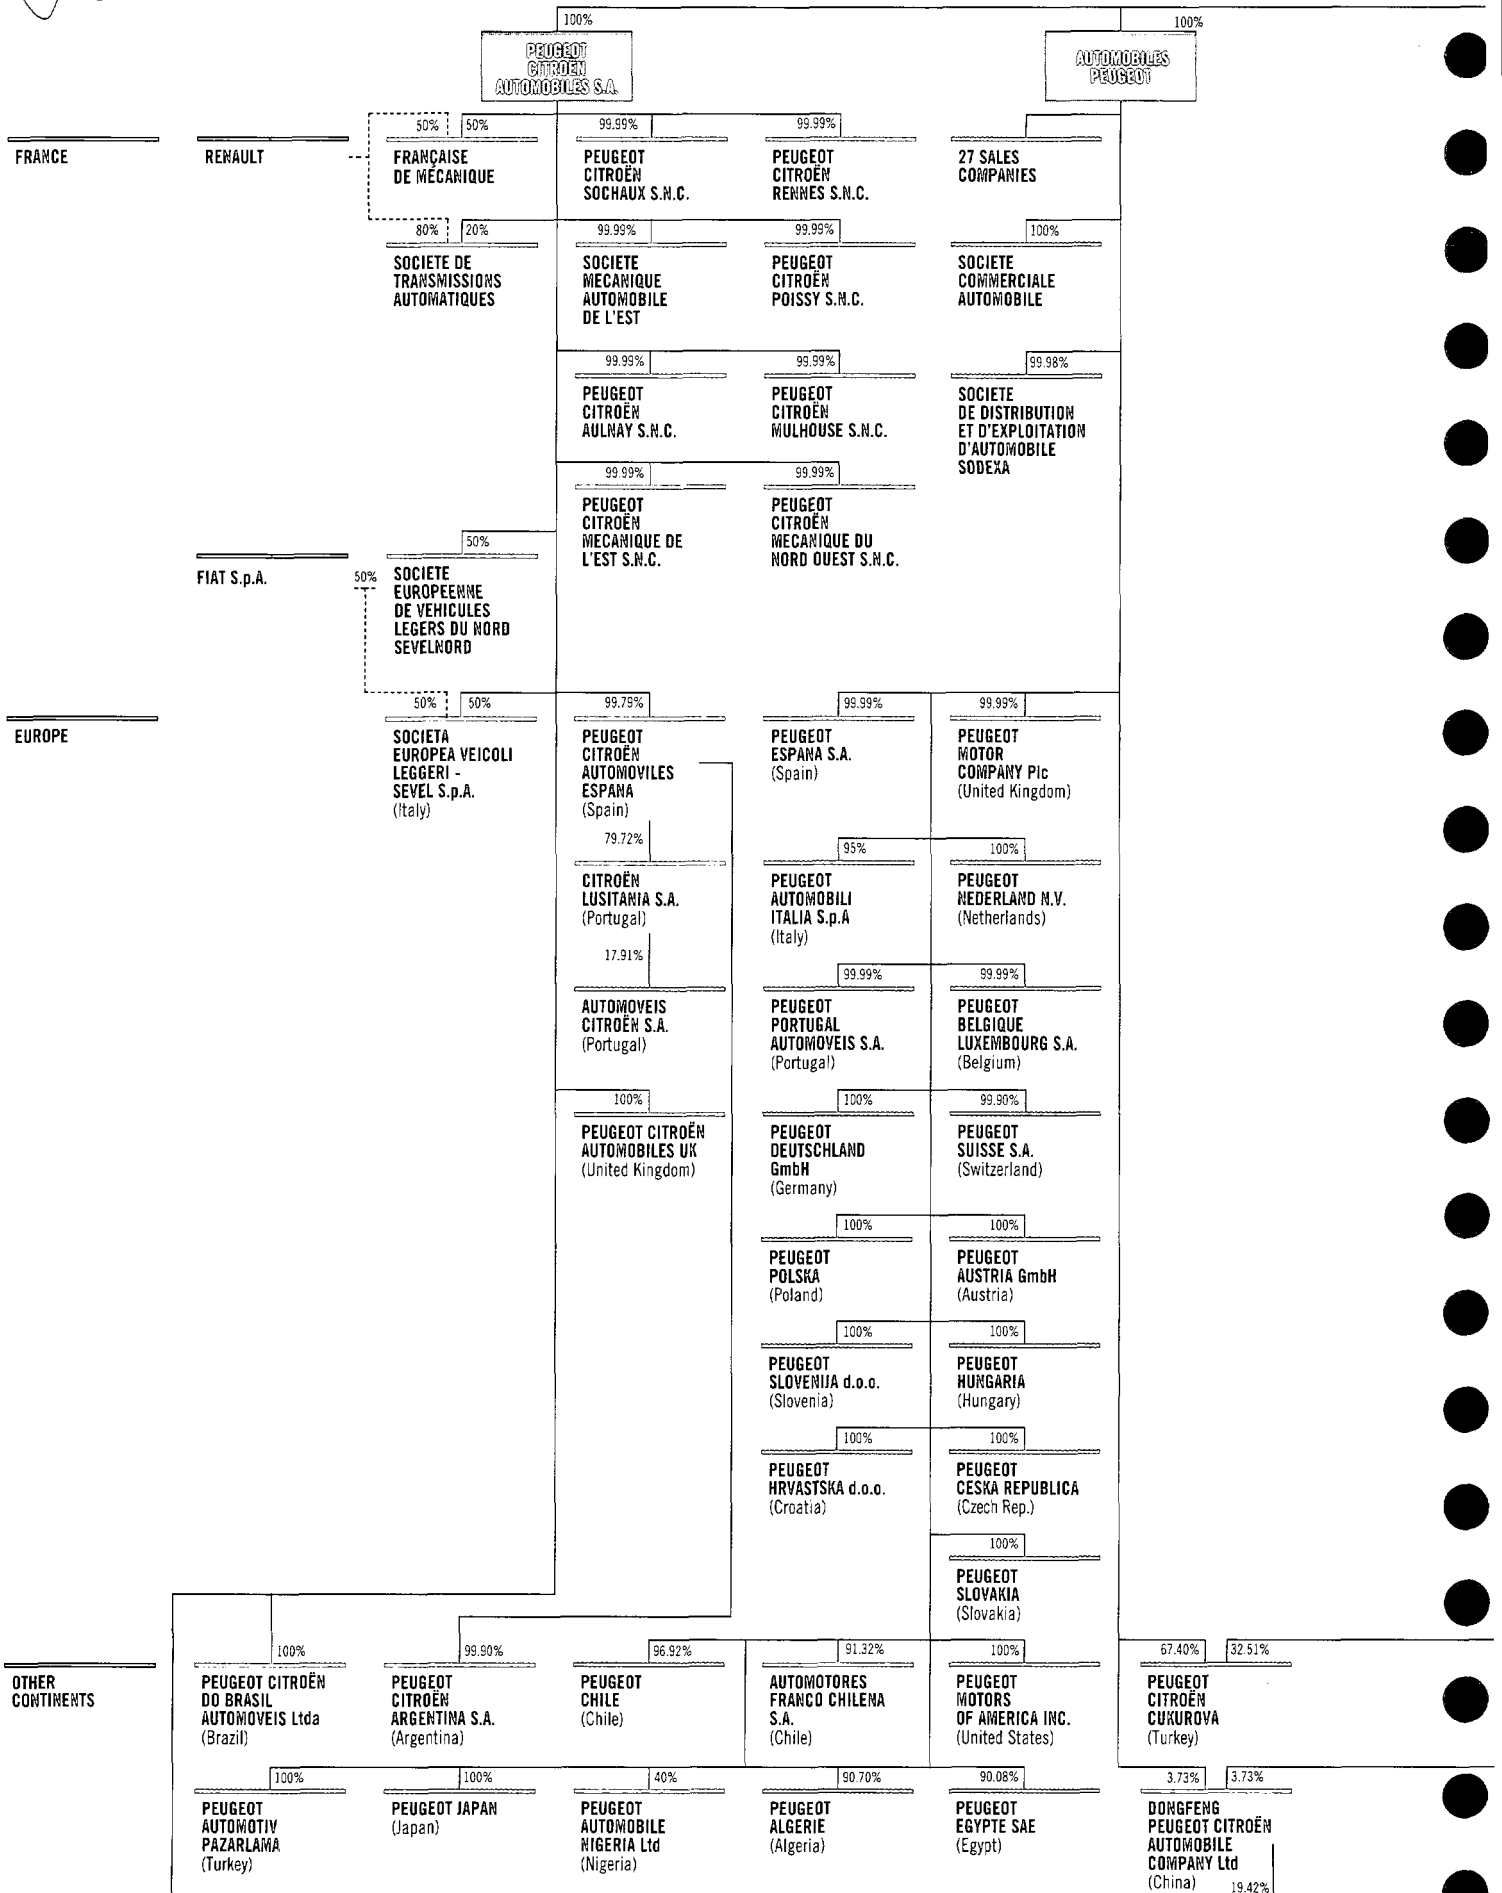 100%
100%
PEUGEOT
CITROËN
AUTOMOBILES S.A.
AUTOMOBILES
PEUGEOT
FRANCE
RENAULT
50% 50%
FRANÇAISE
DE MÉCANIQUE
99.99%
PEUGEOT
CITROËN
SOCHAUX S.N.C.
99.99%
PEUGEOT
CITROËN
RENNES S.N.C.
27 SALES
COMPANIES
80% 20%
SOCIETE DE
TRANSMISSIONS
AUTOMATIQUES
99.99%
SOCIETE
MECANIQUE
AUTOMOBILE
DE L'EST
99.99%
PEUGEOT
CITROËN
POISSY S.N.C.
100%
SOCIETE
COMMERCIALE
AUTOMOBILE
99.99%
PEUGEOT
CITROËN
AULNAY S.N.C.
99.99%
PEUGEOT
CITROËN
MULHOUSE S.N.C.
99.98%
SOCIETE
DE DISTRIBUTION
ET D'EXPLOITATION
D'AUTOMOBILE
SODEXA
99.99%
PEUGEOT
CITROËN
MECANIQUE DE
L'EST S.N.C.
99.99%
PEUGEOT
CITROËN
MECANIQUE DU
NORD OUEST S.N.C.
FIAT S.p.A.
50%
50%
SOCIETE
EUROPEENNE
DE VEHICULES
LEGERS DU NORD
SEVELNORD
EUROPE
50% 50%
SOCIETA
EUROPEA VEICOLI
LEGGERI -
SEVEL S.p.A.
(Italy)
99.79%
PEUGEOT
CITROËN
AUTOMOVILES
ESPANA
(Spain)
99.99%
PEUGEOT
ESPANA S.A.
(Spain)
99.99%
PEUGEOT
MOTOR
COMPANY Plc
(United Kingdom)
79.72%
CITROËN
LUSITANIA S.A.
(Portugal)
95%
PEUGEOT
AUTOMOBILI
ITALIA S.p.A
(Italy)
100%
PEUGEOT
NEDERLAND N.V.
(Netherlands)
17.91%
AUTOMOVEIS
CITROËN S.A.
(Portugal)
99.99%
PEUGEOT
PORTUGAL
AUTOMOVEIS S.A.
(Portugal)
99.99%
PEUGEOT
BELGIQUE
LUXEMBOURG S.A.
(Belgium)
100%
PEUGEOT CITROËN
AUTOMOBILES UK
(United Kingdom)
100%
PEUGEOT
DEUTSCHLAND
GmbH
(Germany)
99.90%
PEUGEOT
SUISSE S.A.
(Switzerland)
100%
PEUGEOT
POLSKA
(Poland)
100%
PEUGEOT
AUSTRIA GmbH
(Austria)
100%
PEUGEOT
SLOVENIJA d.o.o.
(Slovenia)
100%
PEUGEOT
HUNGARIA
(Hungary)
100%
PEUGEOT
HRVASTSKA d.o.o.
(Croatia)
100%
PEUGEOT
CESKA REPUBLICA
(Czech Rep.)
100%
PEUGEOT
SLOVAKIA
(Slovakia)
OTHER
CONTINENTS
100%
PEUGEOT CITROËN
DO BRASIL
AUTOMOVEIS Ltda
(Brazil)
99.90%
PEUGEOT
CITROËN
ARGENTINA S.A.
(Argentina)
96.92%
PEUGEOT
CHILE
(Chile)
91.32%
AUTOMOTORES
FRANCO CHILENA
S.A.
(Chile)
100%
PEUGEOT
MOTORS
OF AMERICA INC.
(United States)
67.40% 32.51%
PEUGEOT
CITROËN
CUKUROVA
(Turkey)
100%
PEUGEOT
AUTOMOTIV
PAZARLAMA
(Turkey)
100%
PEUGEOT JAPAN
(Japan)
40%
PEUGEOT
AUTOMOBILE
NIGERIA Ltd
(Nigeria)
90.70%
PEUGEOT
ALGERIE
(Algeria)
90.08%
PEUGEOT
EGYPTE SAE
(Egypt)
3.73% 3.73%
DONGFENG
PEUGEOT CITROËN
AUTOMOBILE
COMPANY Ltd
(China)
19.42%